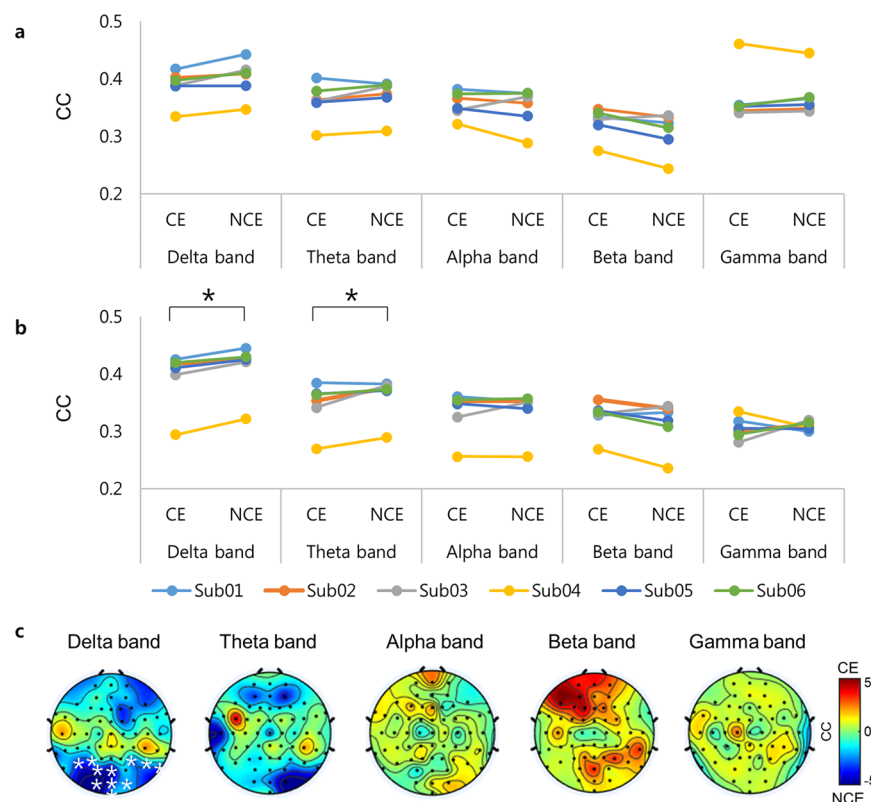 a
0.5
0.4
0.3
0.2
CC
CE NCE CE NCE CE NCE CE NCE CE NCE
Delta band Theta band Alpha band Beta band Gamma band
b
* *
0.5
0.4
0.3
0.2
CC
CE NCE CE NCE CE NCE CE NCE CE NCE
Delta band Theta band Alpha band Beta band Gamma band
Sub01 Sub02 Sub03 Sub04 Sub05 Sub06
c
Delta band Theta band Alpha band Beta band Gamma band
CE
5
0
-5
CC
NCE